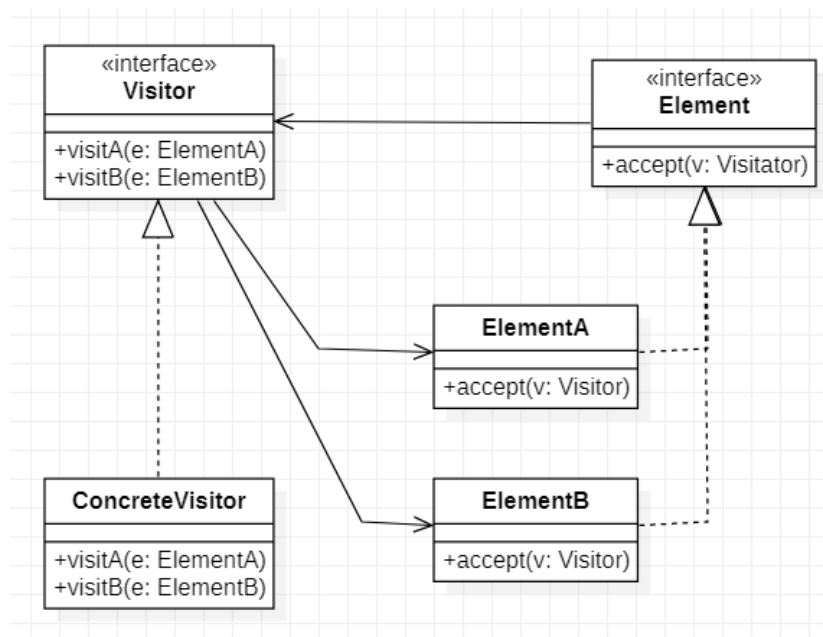 «interface»
Visitor
+visitA(e: ElementA)
+visitB(e: ElementB)
«interface»
Element
+accept(v: Visitator)
ElementA
+accept(v: Visitor)
ConcreteVisitor
+visitA(e: ElementA)
+visitB(e: ElementB)
ElementB
+accept(v: Visitor)